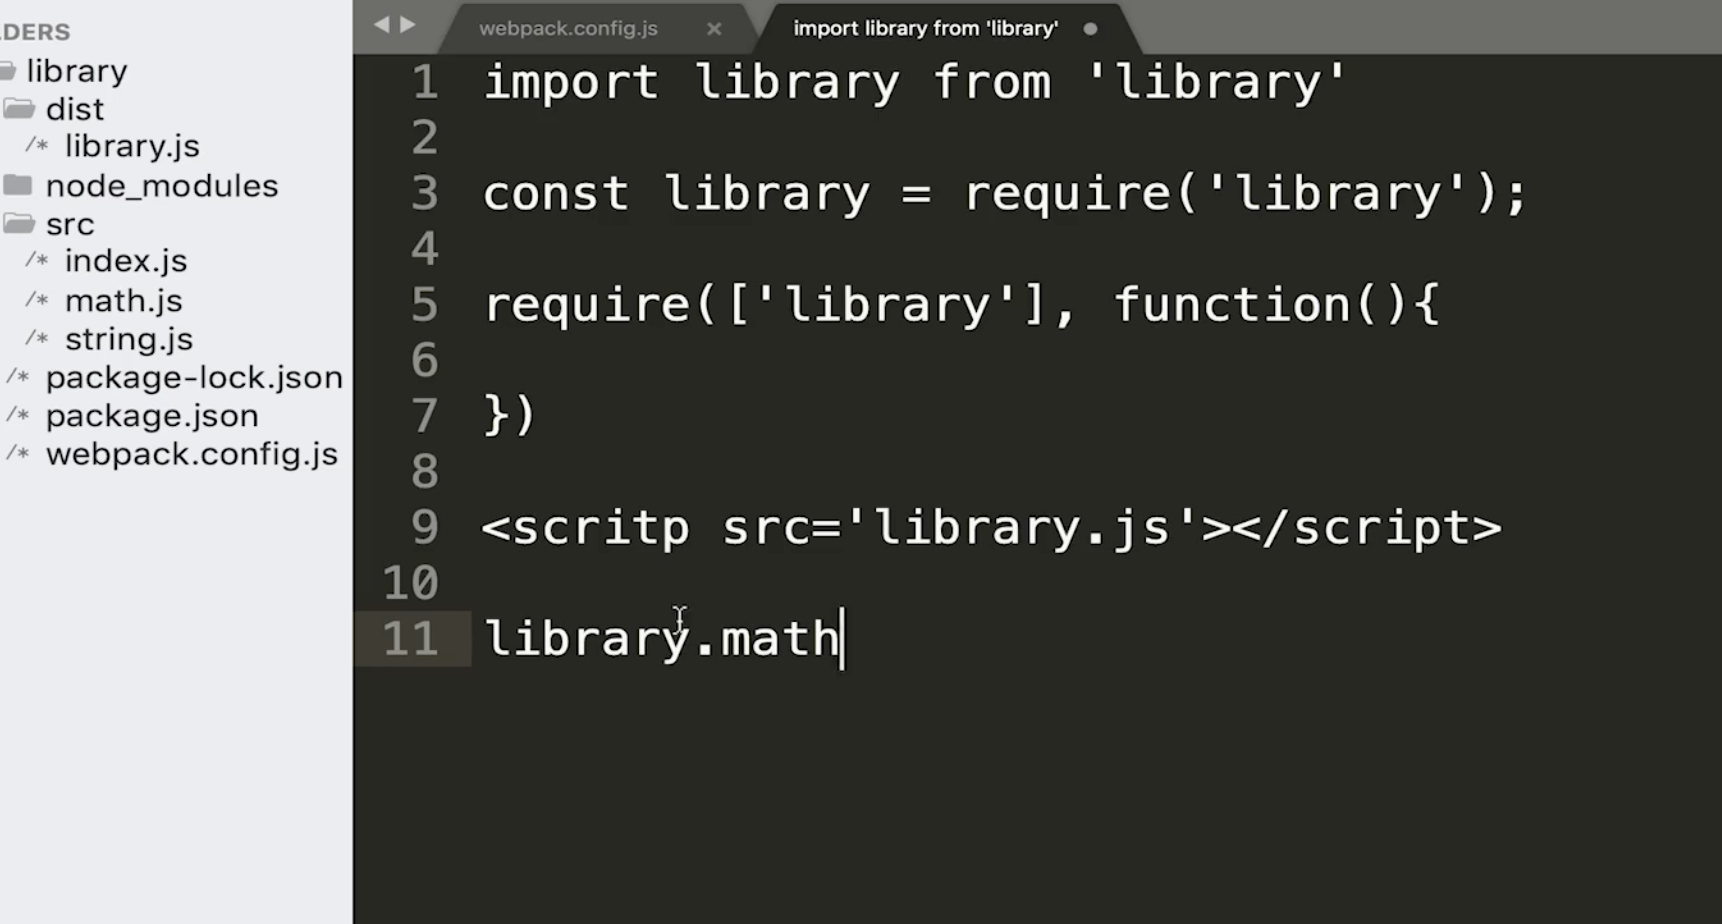 DERS
library
dist
/* library.js
node_modules
src
/* index.js
/* math.js
/* string.js
/* package-lock.json
/* package.json
/* webpack.config.js
webpack.config.js ×
import library from 'library'
1 import library from 'library'
2
3 const library = require('library');
4
5 require(['library'], function(){
6
7 })
8
9 <scritp src='library.js'></script>
10
11 library.math